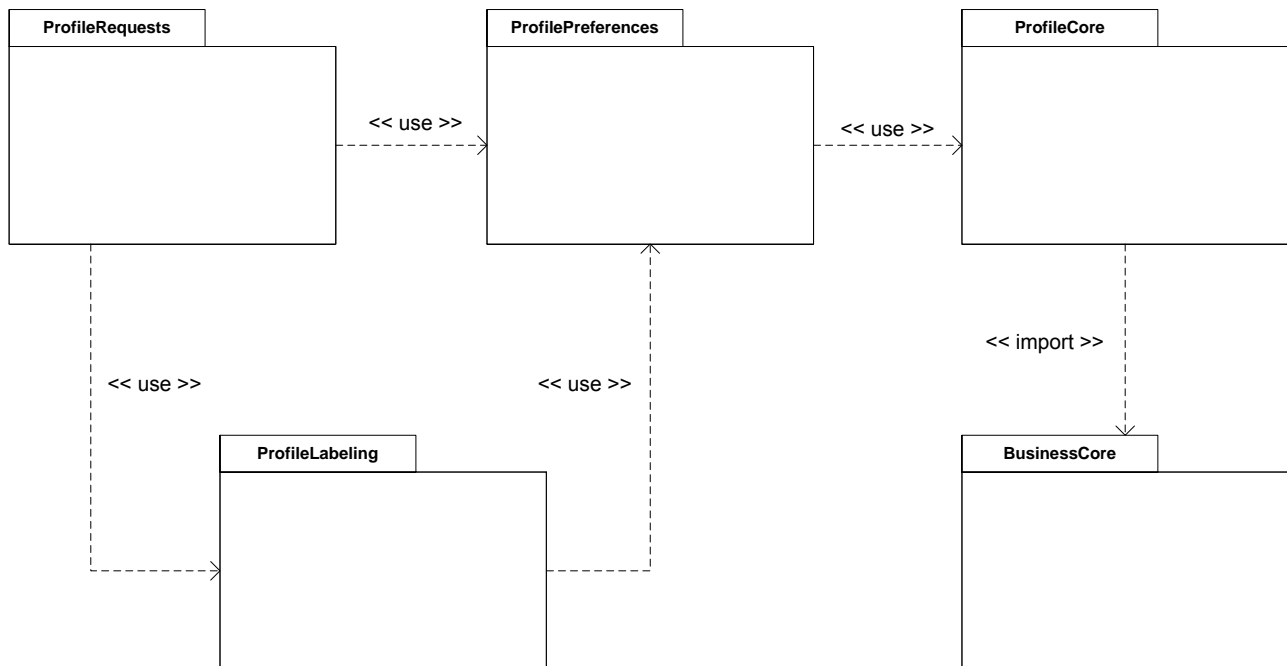 ProfileRequests
ProfilePreferences
ProfileCore
<< use >>
<< use >>
<< import >>
<< use >>
<< use >>
ProfileLabeling
BusinessCore